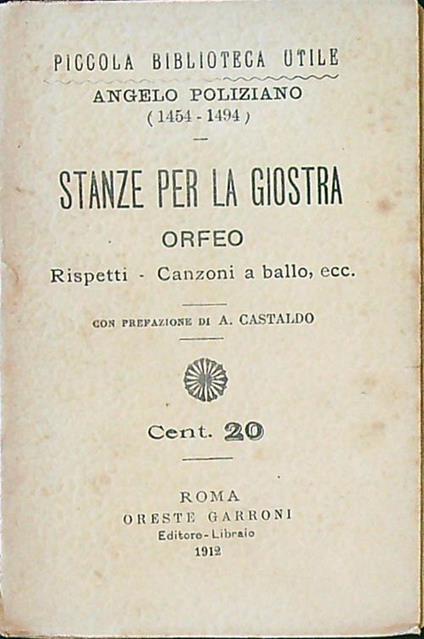 PICCOLA BIBLIOTECA UTILE
ANGELO POLIZIANO
(1454-1494)
STANZE PER LA GIOSTRA
ORFEO
Rispetti - Canzoni a ballo, ecc.
CON PREFAZIONE DI A. CASTALDO
Cent. 20
ROMA
ORESTE GARRONI
Editore-Libraio
1912